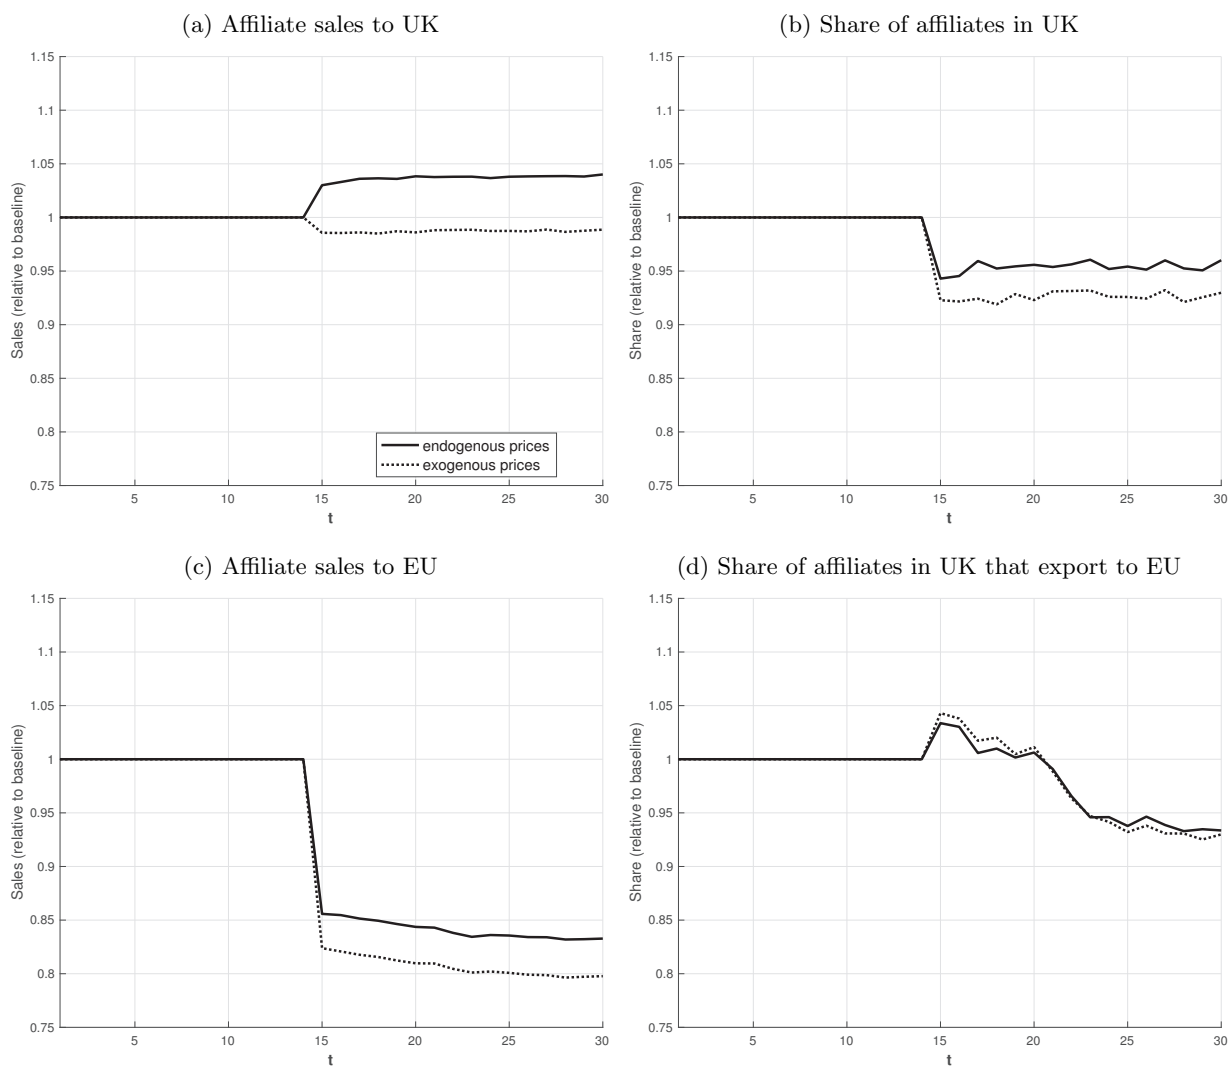 (a) Affiliate sales to UK
1.15
1.1
1.05
1
0.95
0.9
0.85
0.8
0.75
Sales (relative to baseline)
endogenous prices
exogenous prices
5 10 15 20 25 30
t
(b) Share of affiliates in UK
1.15
1.1
1.05
1
0.95
0.9
0.85
0.8
0.75
Share (relative to baseline)
5 10 15 20 25 30
t
(c) Affiliate sales to EU
1.15
1.1
1.05
1
0.95
0.9
0.85
0.8
0.75
Sales (relative to baseline)
5 10 15 20 25 30
t
(d) Share of affiliates in UK that export to EU
1.15
1.1
1.05
1
0.95
0.9
0.85
0.8
0.75
Share (relative to baseline)
5 10 15 20 25 30
t